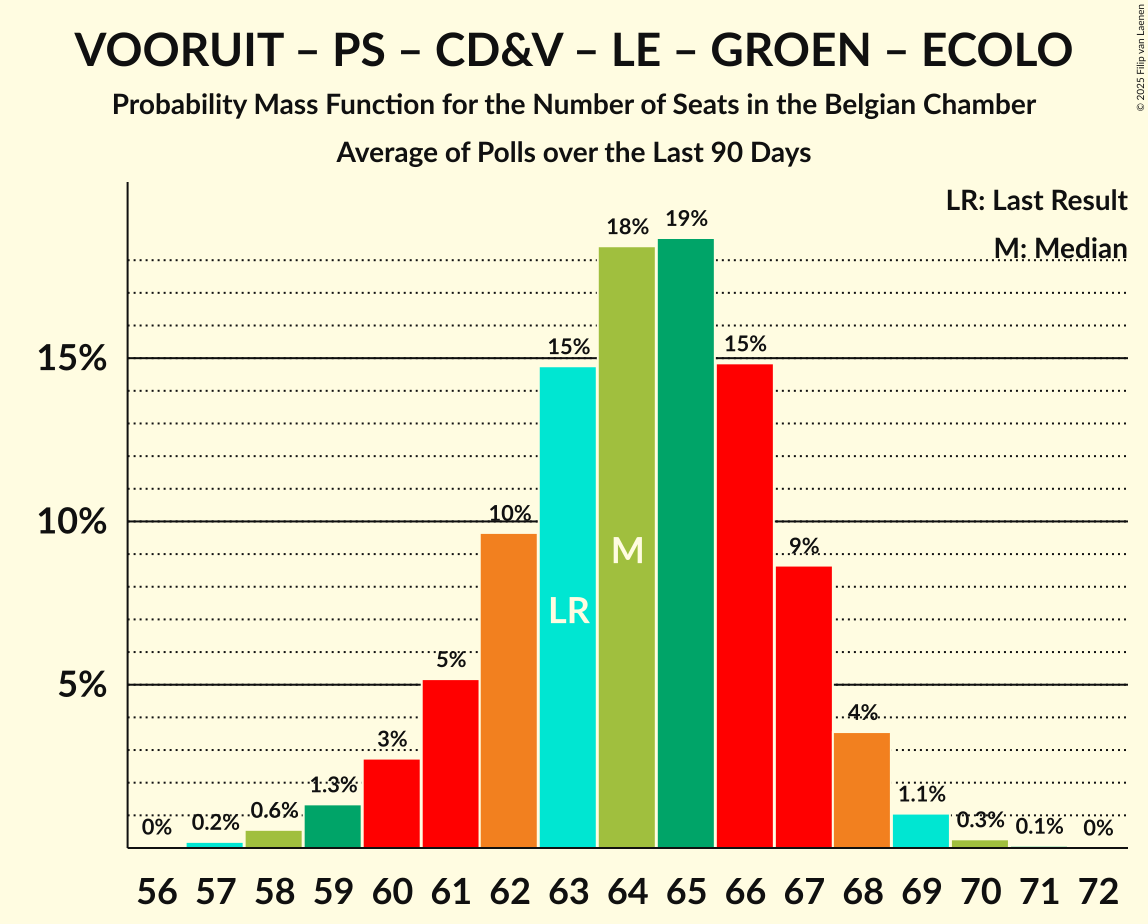 VOORUIT – PS – CD&V – LE – GROEN – ECOLO
Probability Mass Function for the Number of Seats in the Belgian Chamber
Average of Polls over the Last 90 Days
© 2025 Filip van Laenen
LR: Last Result
M: Median
15%
10%
5%
0%
0.2%
0.6%
1.3%
3%
5%
10%
15%
18%
19%
15%
9%
4%
1.1%
0.3%
0.1%
0%
LR
M
56 57 58 59 60 61 62 63 64 65 66 67 68 69 70 71 72